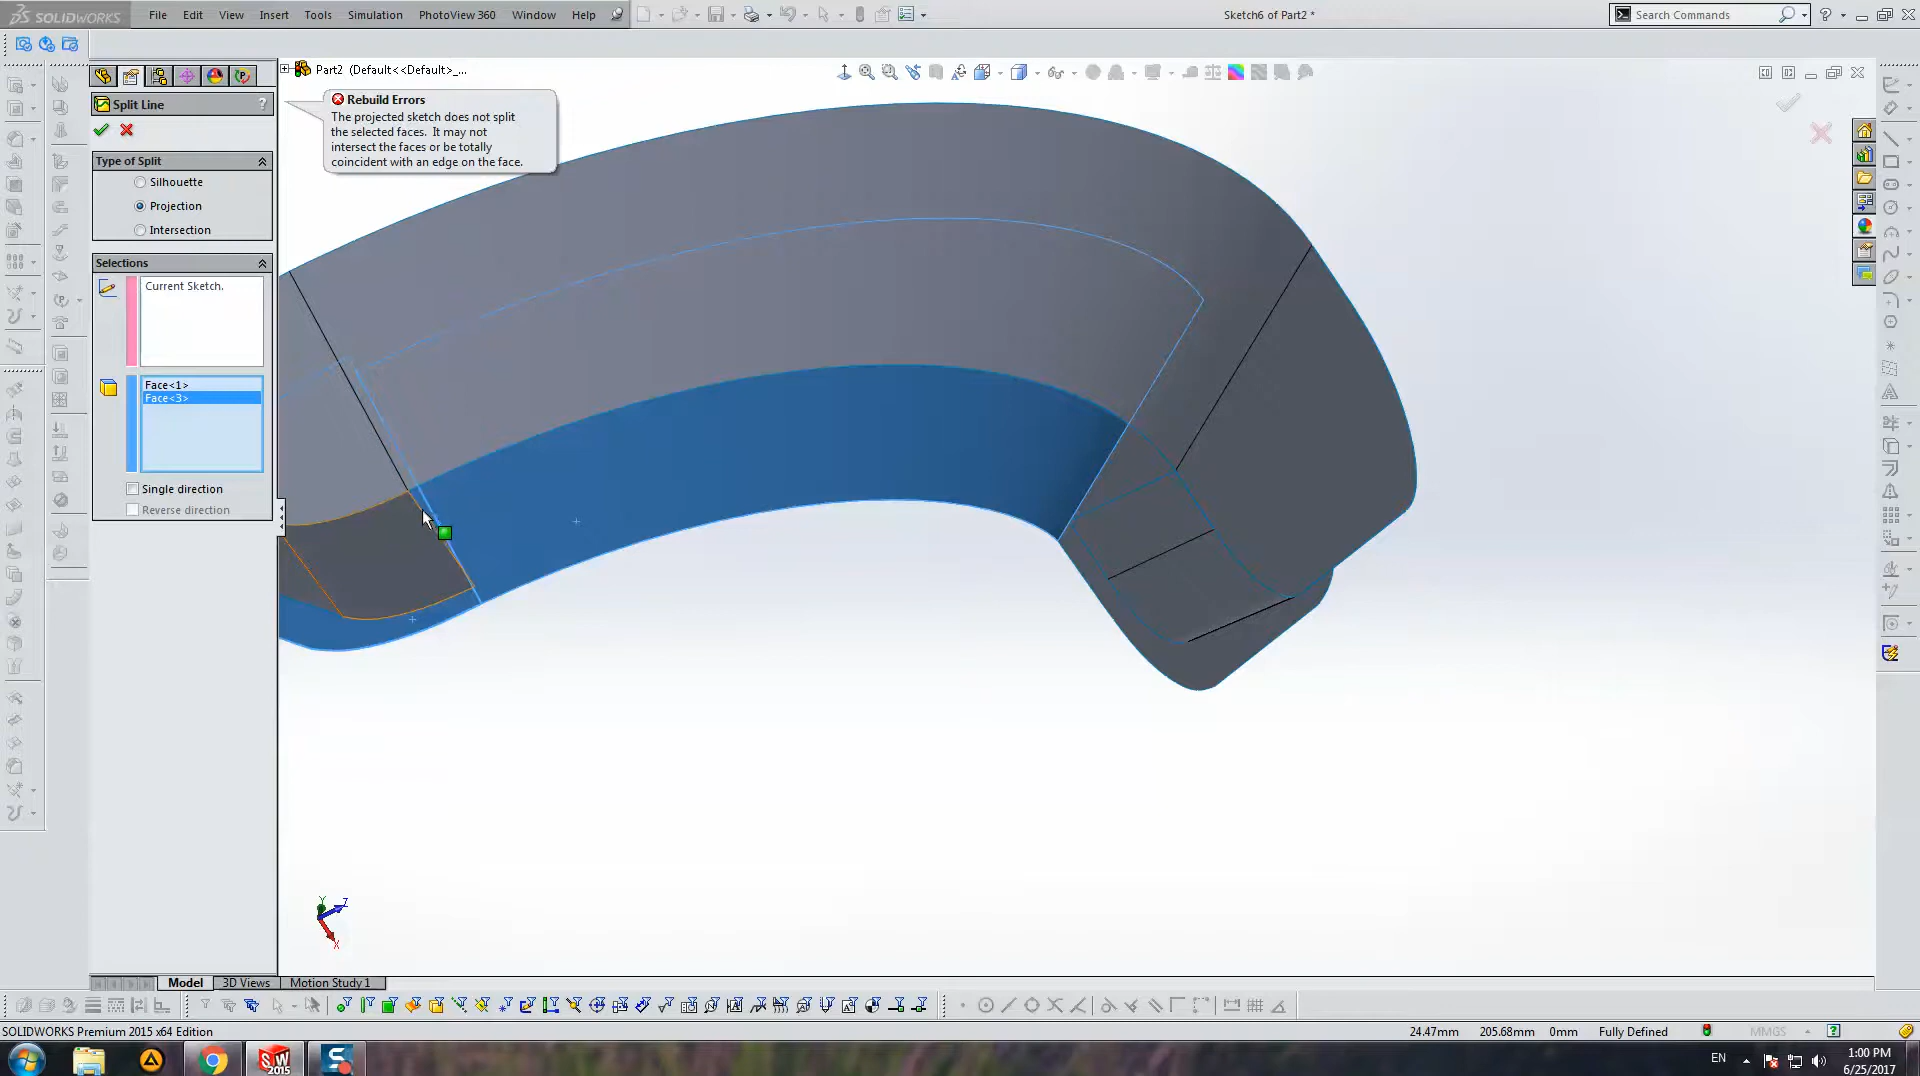 SOLIDWORKS File Edit View Insert Tools Simulation PhotoView 360 Window Help Sketch6 of Part2 * Search Commands ?
Part2 (Default<<Default>_...
Split Line ?
Rebuild Errors
The projected sketch does not split
the selected faces. It may not
intersect the faces or be totally
coincident with an edge on the face.
Type of Split
Silhouette
Projection
Intersection
Selections
Current Sketch.
Face<1>
Face<3>
Single direction
Reverse direction
Y
Z
X
Model 3D Views Motion Study 1
SOLIDWORKS Premium 2015 x64 Edition 24.47mm 205.68mm 0mm Fully Defined MMGS ?
SW 2015 S EN 1:00 PM
6/25/2017